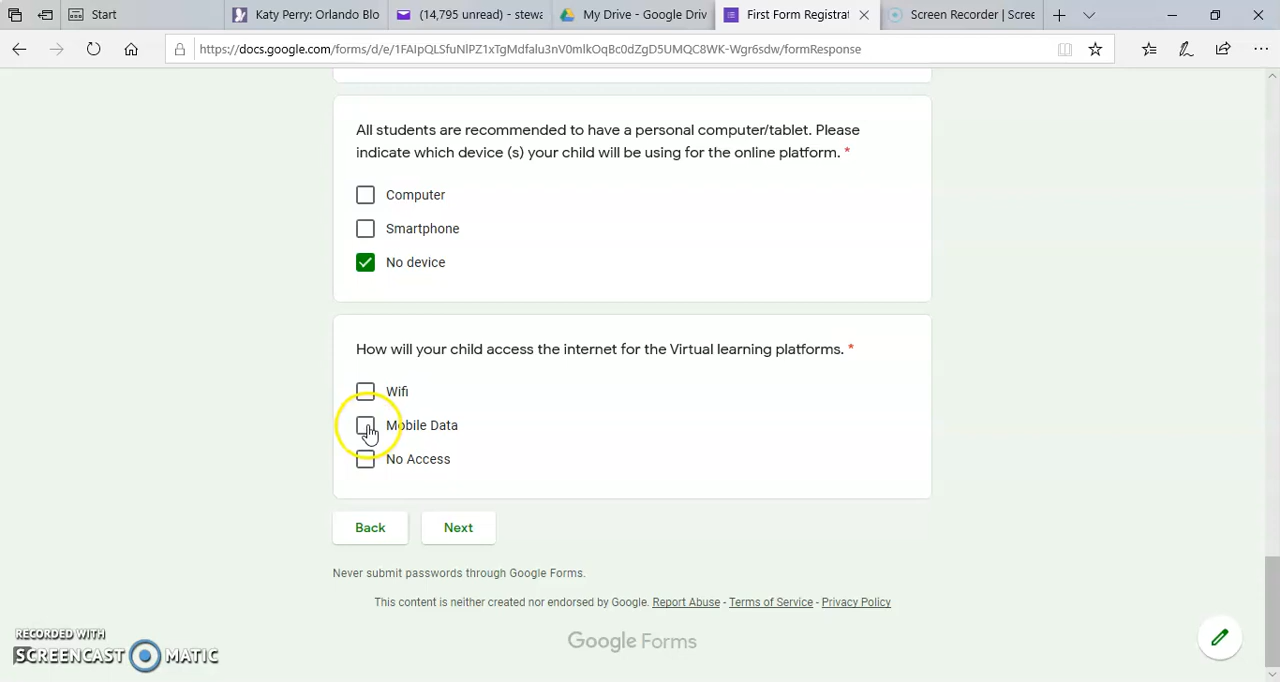 Start
Katy Perry: Orlando Blo
(14,795 unread) - stewa
My Drive - Google Driv
First Form Registrat
Screen Recorder | Scree
https://docs.google.com/forms/d/e/1FAIpQLSfuNlPZ1xTgMdfalu3nV0mlkOqBc0dZgD5UMQC8WK-Wgr6sdw/formResponse
All students are recommended to have a personal computer/tablet. Please
indicate which device (s) your child will be using for the online platform. *
Computer
Smartphone
No device
How will your child access the internet for the Virtual learning platforms. *
Wifi
Mobile Data
No Access
Back
Next
Never submit passwords through Google Forms.
This content is neither created nor endorsed by Google. Report Abuse - Terms of Service - Privacy Policy
Google Forms
RECORDED WITH
SCREENCAST MATIC